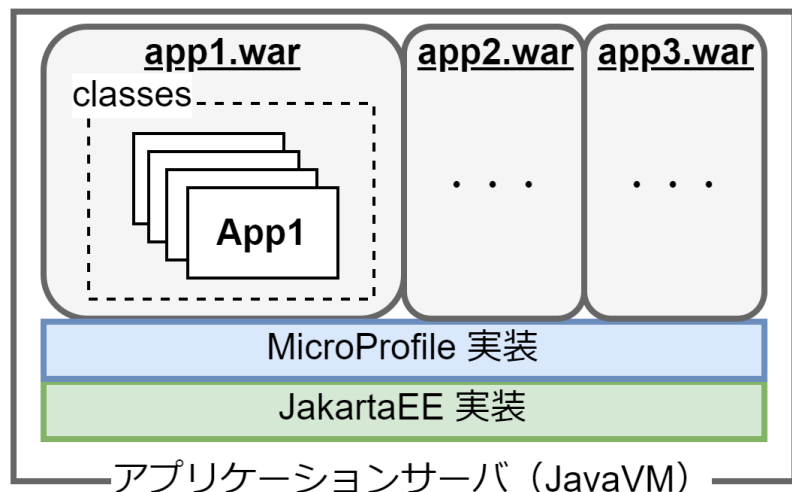 app1.war
app2.war
app3.war
classes
App1
・・・
・・・
MicroProfile 実装
JakartaEE 実装
アプリケーションサーバ（JavaVM）